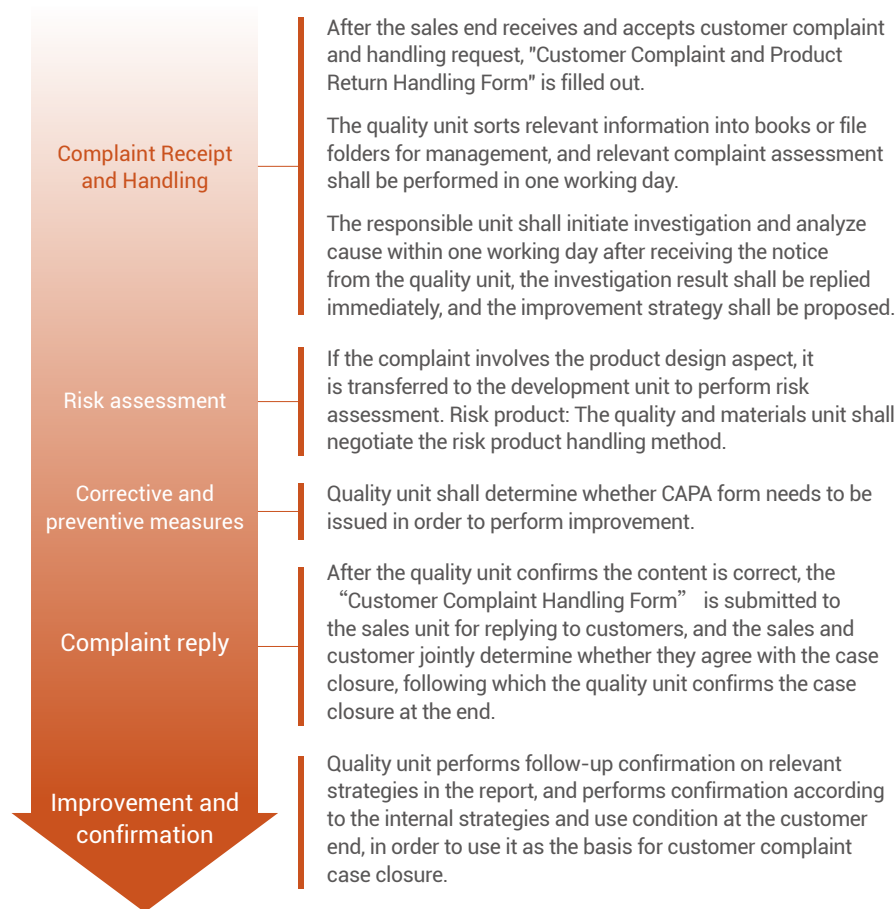 Complaint Receipt
and Handling
After the sales end receives and accepts customer complaint
and handling request, "Customer Complaint and Product
Return Handling Form" is filled out.
The quality unit sorts relevant information into books or file
folders for management, and relevant complaint assessment
shall be performed in one working day.
The responsible unit shall initiate investigation and analyze
cause within one working day after receiving the notice
from the quality unit, the investigation result shall be replied
immediately, and the improvement strategy shall be proposed.
Risk assessment
If the complaint involves the product design aspect, it
is transferred to the development unit to perform risk
assessment. Risk product: The quality and materials unit shall
negotiate the risk product handling method.
Corrective and
preventive measures
Quality unit shall determine whether CAPA form needs to be
issued in order to perform improvement.
Complaint reply
After the quality unit confirms the content is correct, the
“Customer Complaint Handling Form” is submitted to
the sales unit for replying to customers, and the sales and
customer jointly determine whether they agree with the case
closure, following which the quality unit confirms the case
closure at the end.
Improvement and
confirmation
Quality unit performs follow-up confirmation on relevant
strategies in the report, and performs confirmation according
to the internal strategies and use condition at the customer
end, in order to use it as the basis for customer complaint
case closure.